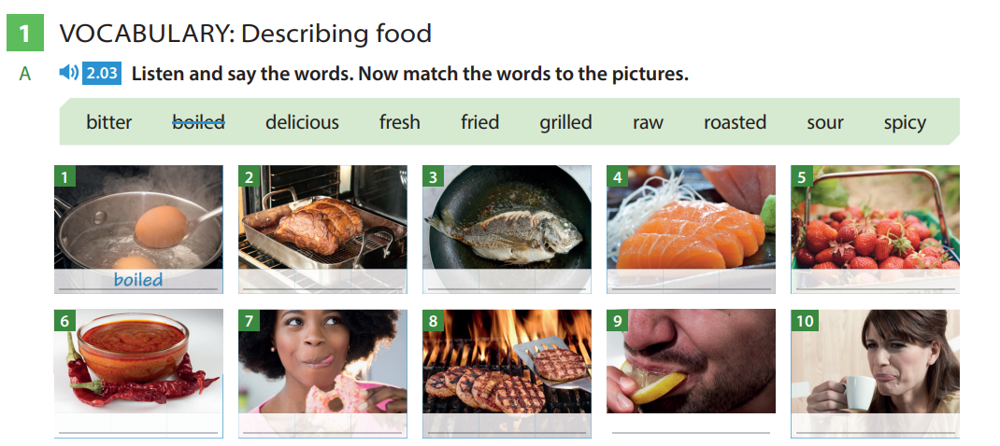 1 VOCABULARY: Describing food
A 2.03 Listen and say the words. Now match the words to the pictures.
bitter boiled delicious fresh fried grilled raw roasted sour spicy
1 2 3 4 5
boiled
6 7 8 9 10